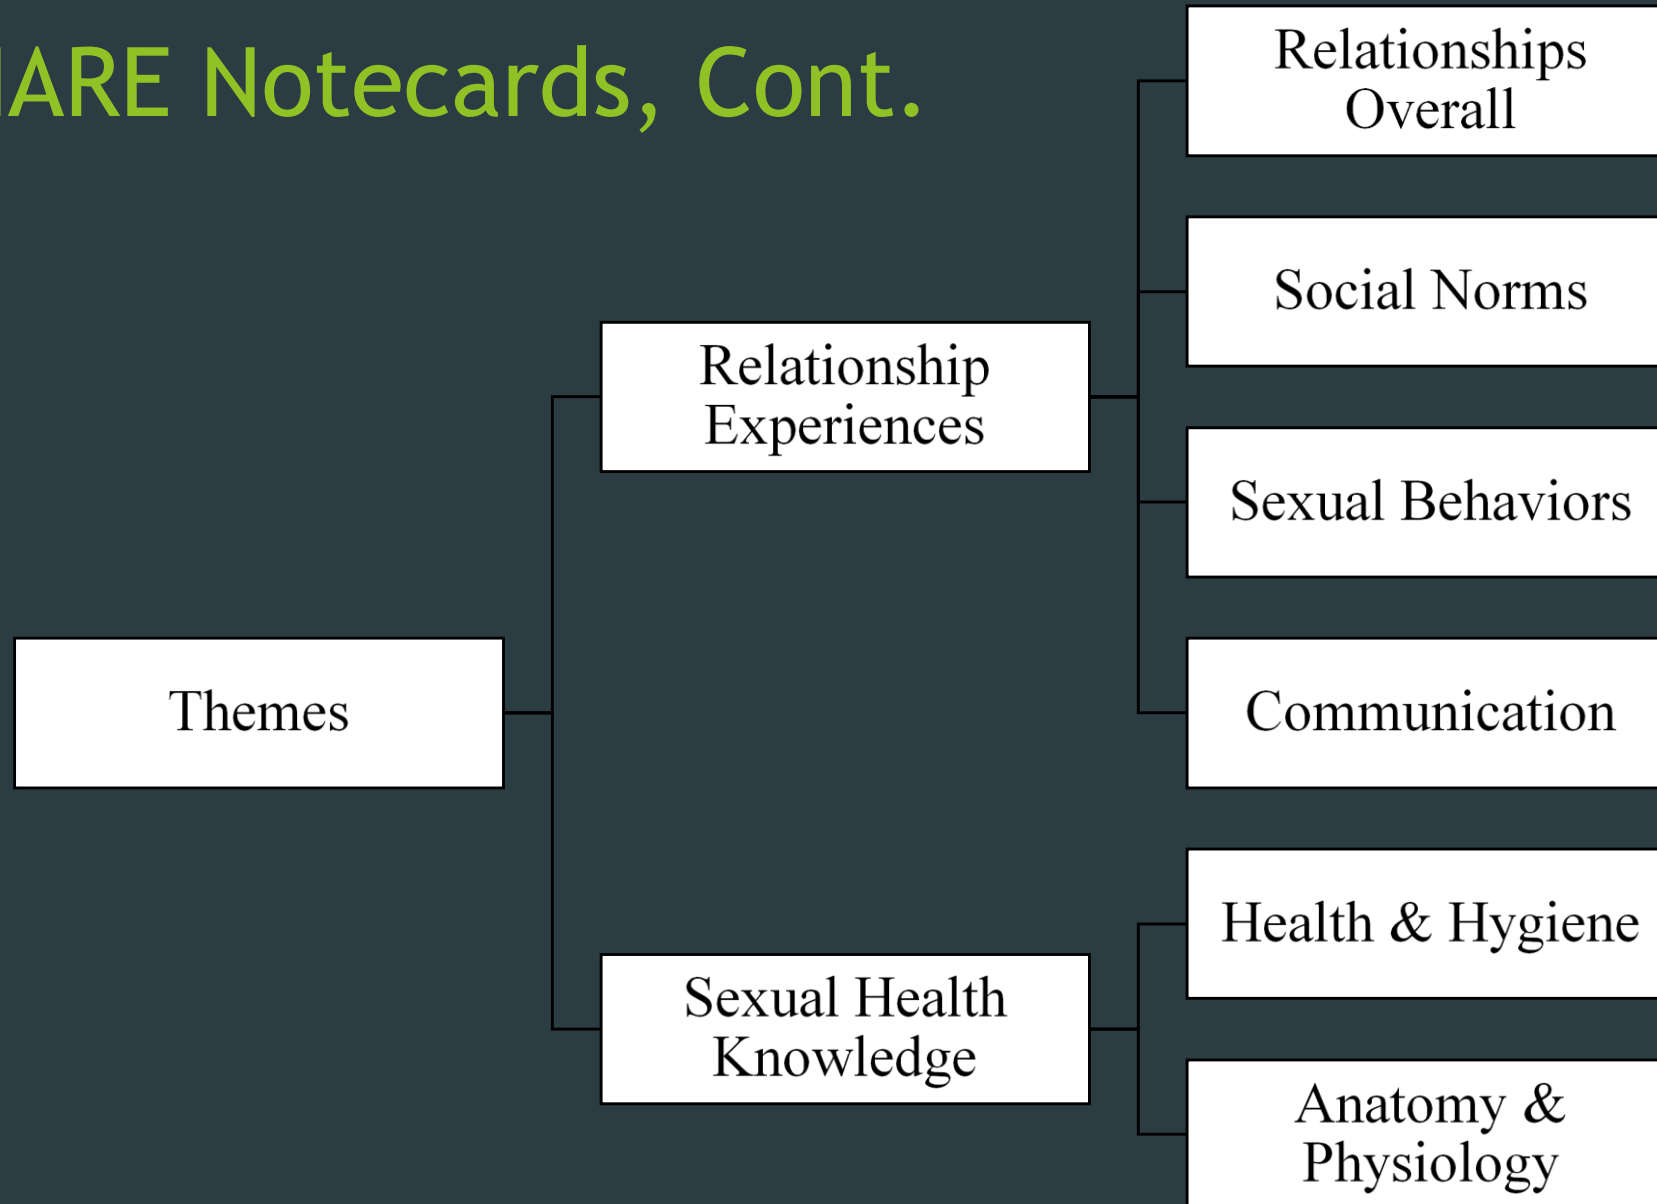 Notecards, Cont.
Relationships
Overall
Social Norms
Relationship
Experiences
Sexual Behaviors
Themes
Communication
Health & Hygiene
Sexual Health
Knowledge
Anatomy &
Physiology